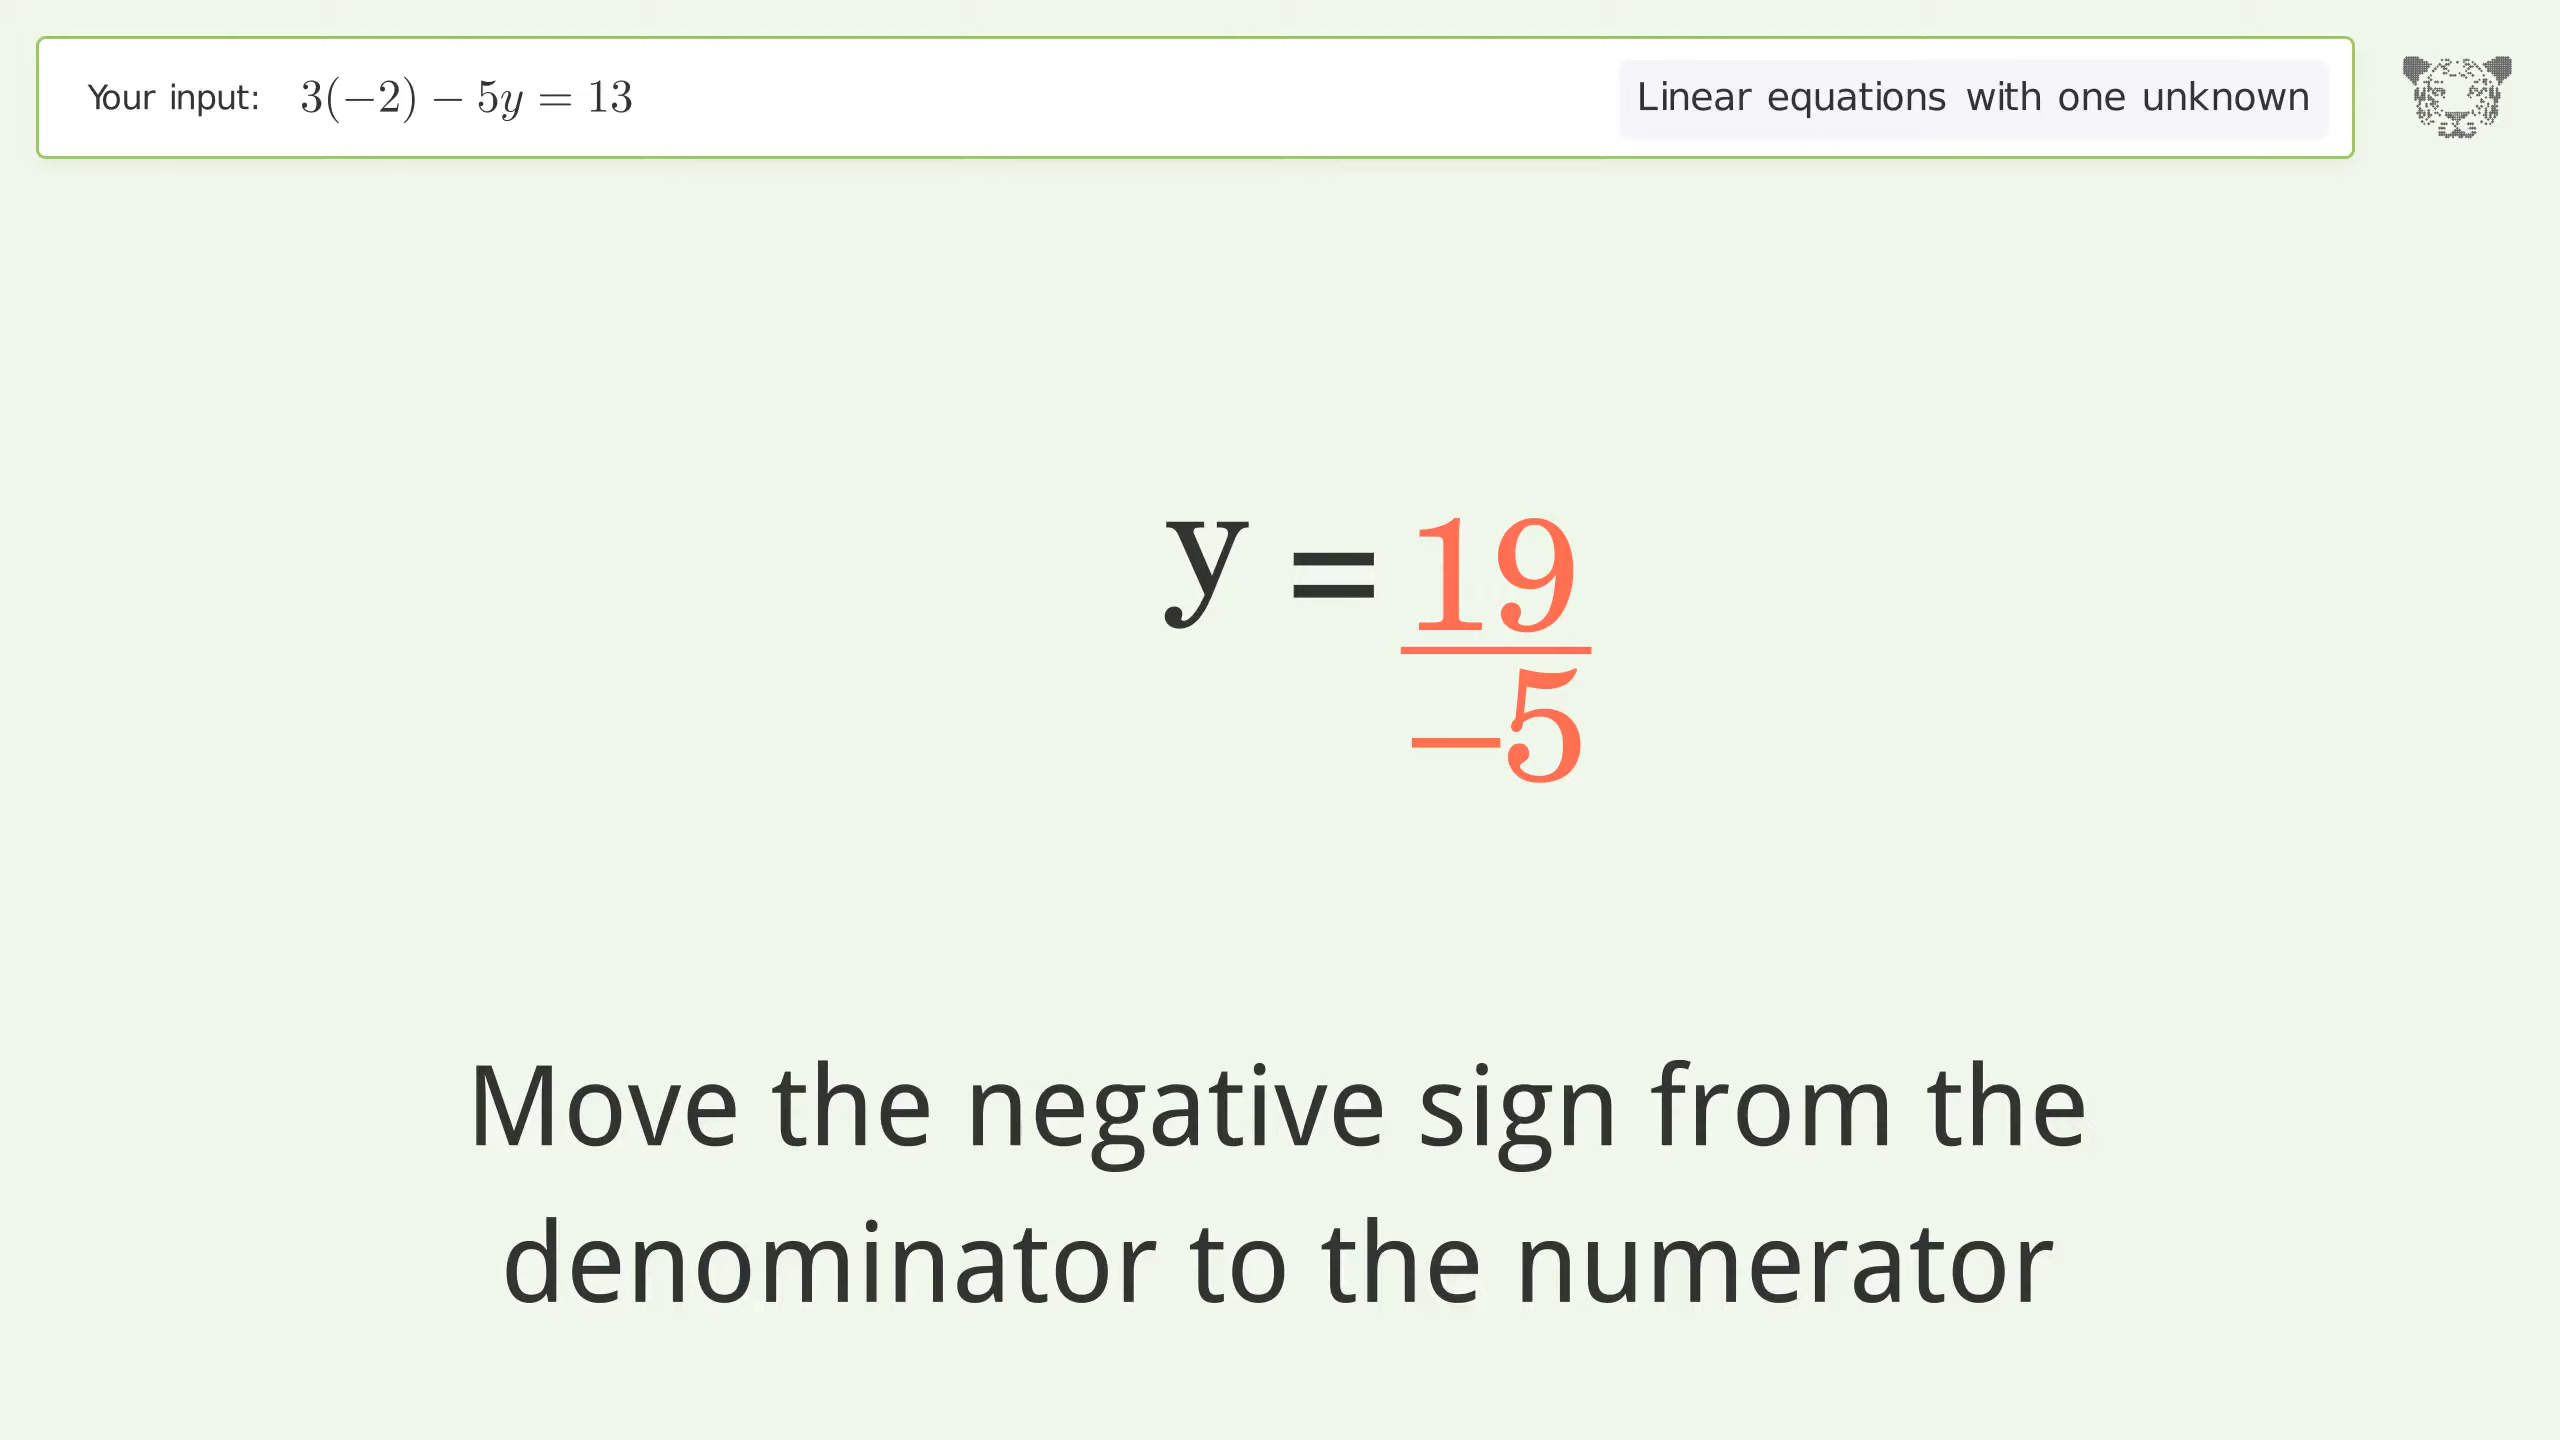 Your input: 3(−2) − 5y = 13
Linear equations with one unknown
y = 19/−5
Move the negative sign from the
denominator to the numerator